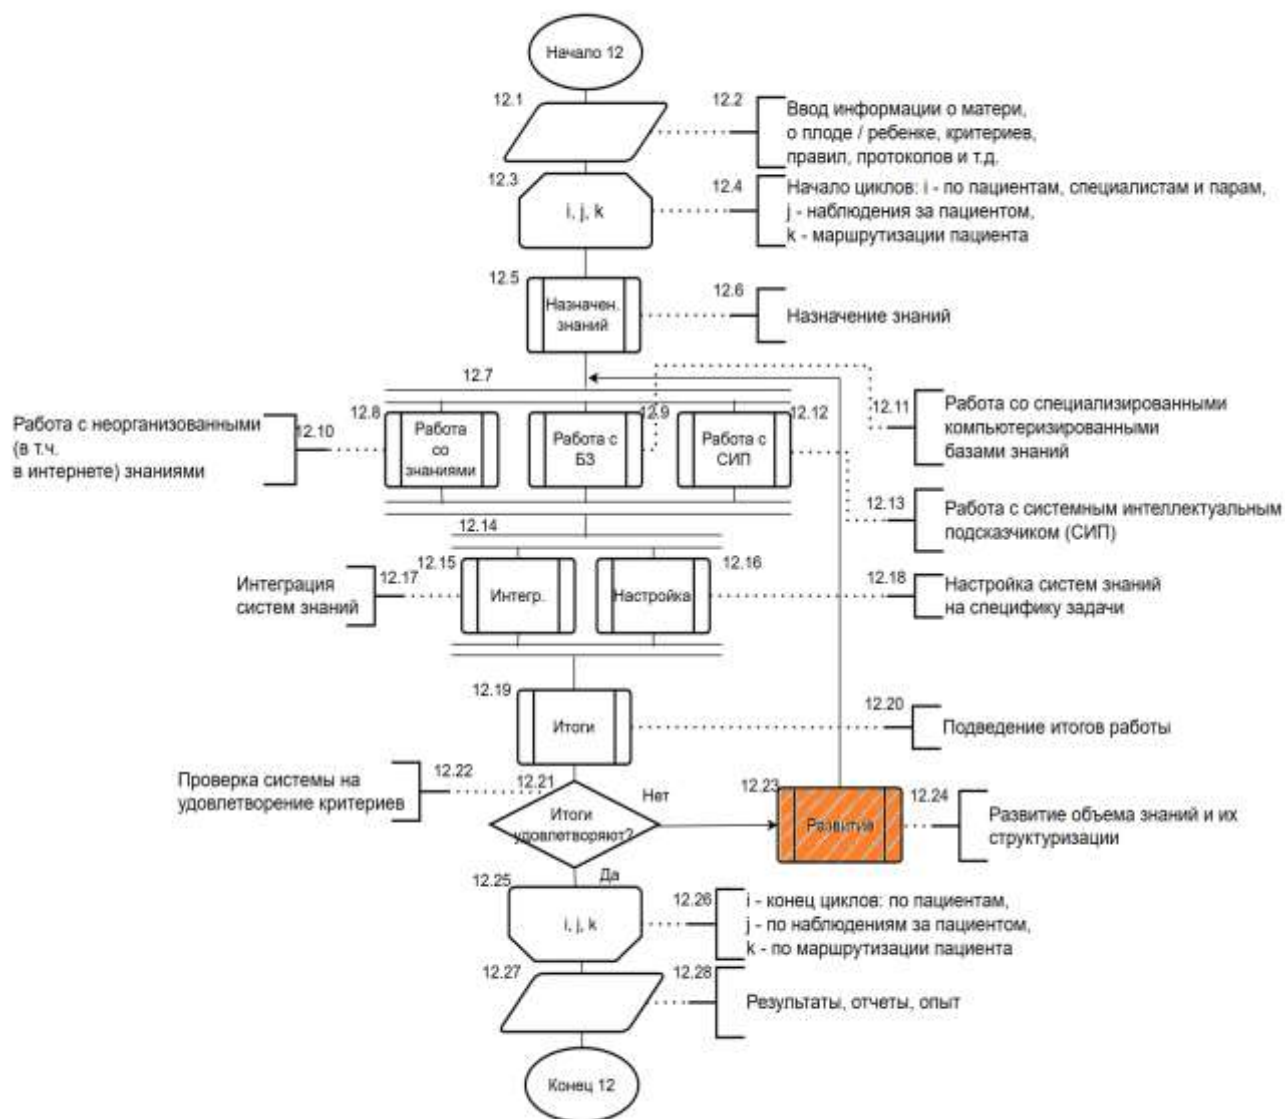 Начало 12
12.1
12.2
Ввод информации о матери,
о плоде / ребенке, критериев,
правил, протоколов и т.д.
12.3
i, j, k
12.4
Начало циклов: i - по пациентам, специалистам и парам,
j - наблюдения за пациентом,
k - маршрутизации пациента
12.5
Назначен.
знаний
12.6
Назначение знаний
12.7
12.8
Работа
со
знаниями
12.9
Работа с
БЗ
12.12
Работа с
СИП
12.10
Работа с неорганизованными
(в т.ч.
в интернете) знаниями
12.11
Работа со специализированными
компьютеризированными
базами знаний
12.13
Работа с системным интеллектуальным
подсказчиком (СИП)
12.14
12.15
Интегр.
12.16
Настройка
12.17
Интеграция
систем знаний
12.18
Настройка систем знаний
на специфику задачи
12.19
Итоги
12.20
Подведение итогов работы
12.21
Итоги
удовлетворяют?
Нет
Да
12.22
Проверка системы на
удовлетворение критериев
12.23
Развитие
12.24
Развитие объема знаний и их
структуризации
12.25
i, j, k
12.26
i - конец циклов: по пациентам,
j - по наблюдениям за пациентом,
k - по маршрутизации пациента
12.27
12.28
Результаты, отчеты, опыт
Конец 12